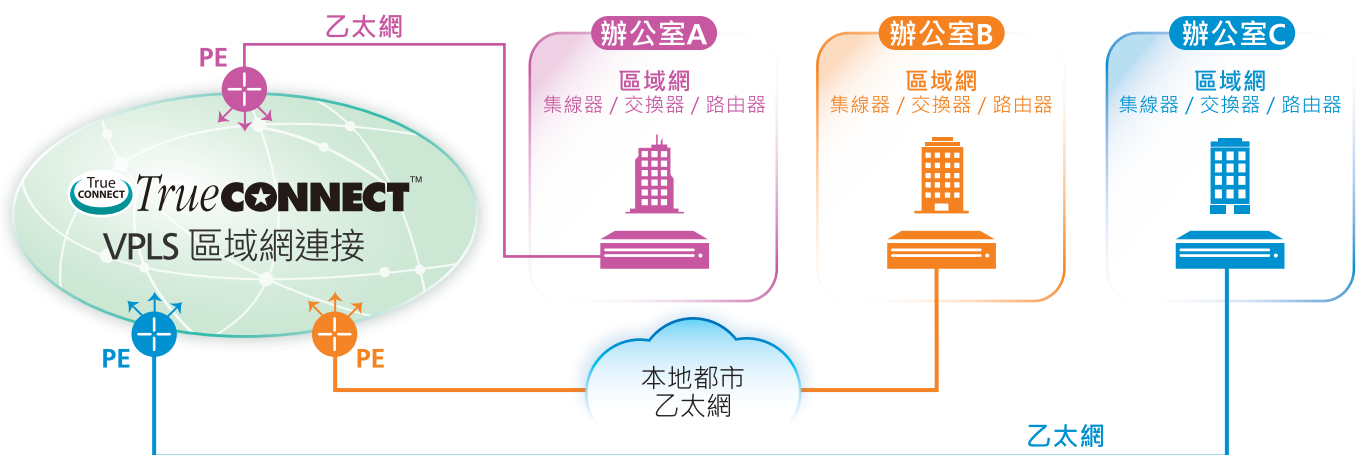 乙太網
PE
True
CONNECT
TrueCONNECT™
VPLS 區域網連接
PE
PE
辦公室A
區域網
集線器 / 交換器 / 路由器
辦公室B
區域網
集線器 / 交換器 / 路由器
辦公室C
區域網
集線器 / 交換器 / 路由器
本地都市
乙太網
乙太網